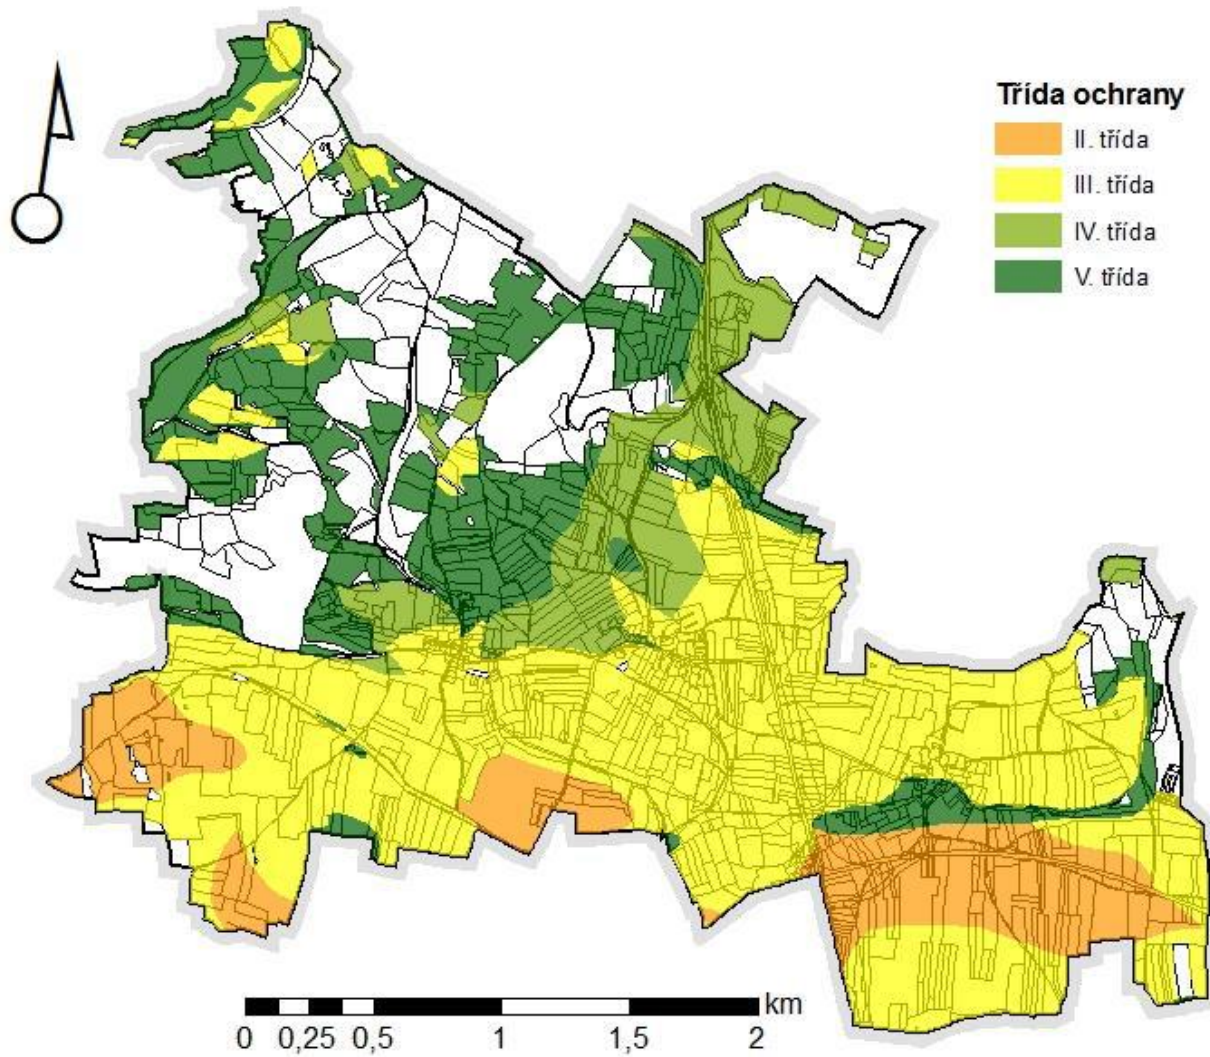 Třída ochrany
II. třída
III. třída
IV. třída
V. třída
km
0 0,25 0,5 1 1,5 2